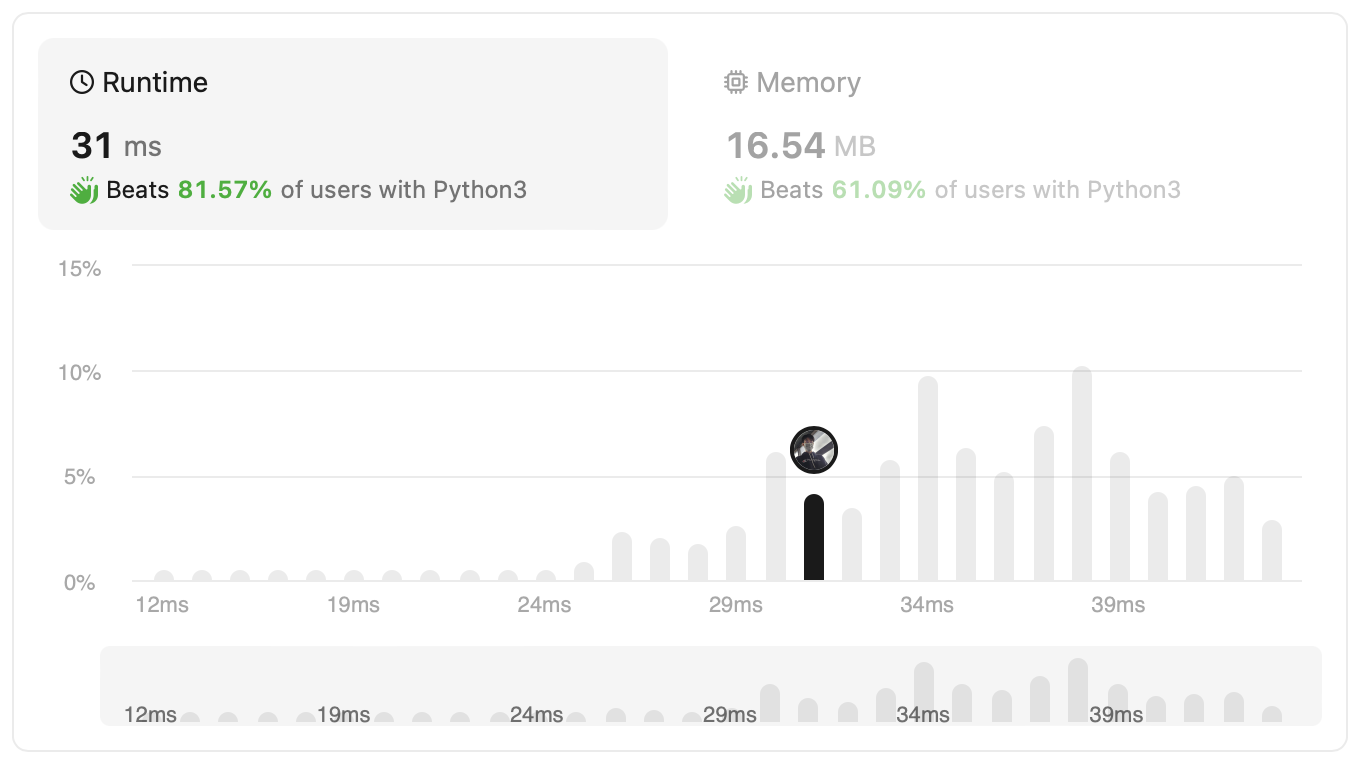 Runtime
31 ms
Beats 81.57% of users with Python3
Memory
16.54 MB
Beats 61.09% of users with Python3
15%
10%
5%
0%
12ms 19ms 24ms 29ms 34ms 39ms
12ms 19ms 24ms 29ms 34ms 39ms